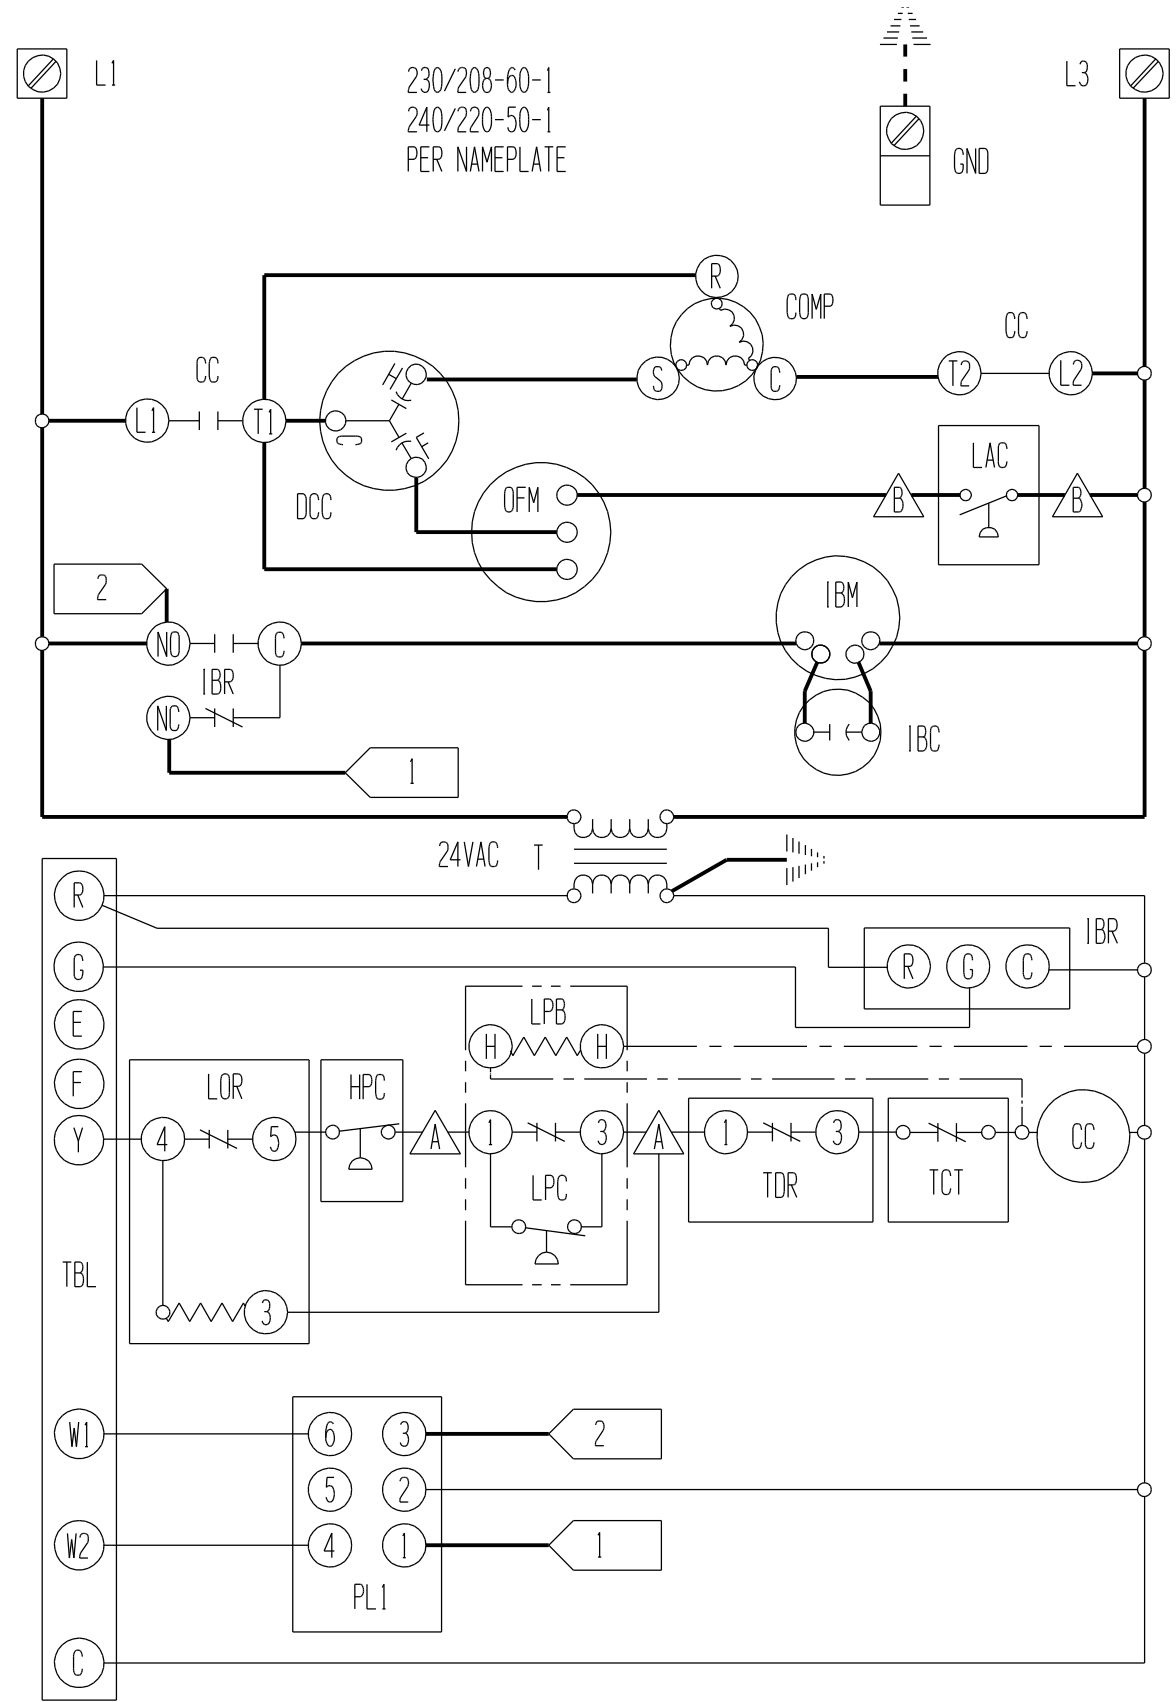 L1
230/208-60-1
240/220-50-1
PER NAMEPLATE
L3
GND
R
COMP
CC
CC
S
C
T2
L2
H
L1
T1
C
F
LAC
DCC
OFM
B
B
2
IBM
NO
C
IBR
NC
IBC
1
24VAC T
R
IBR
G
R
G
C
E
LPB
H
H
F
LOR
HPC
Y
4
5
A
1
3
A
1
3
CC
LPC
TDR
TCT
TBL
3
W1
6
3
2
5
2
W2
4
1
1
PL1
C